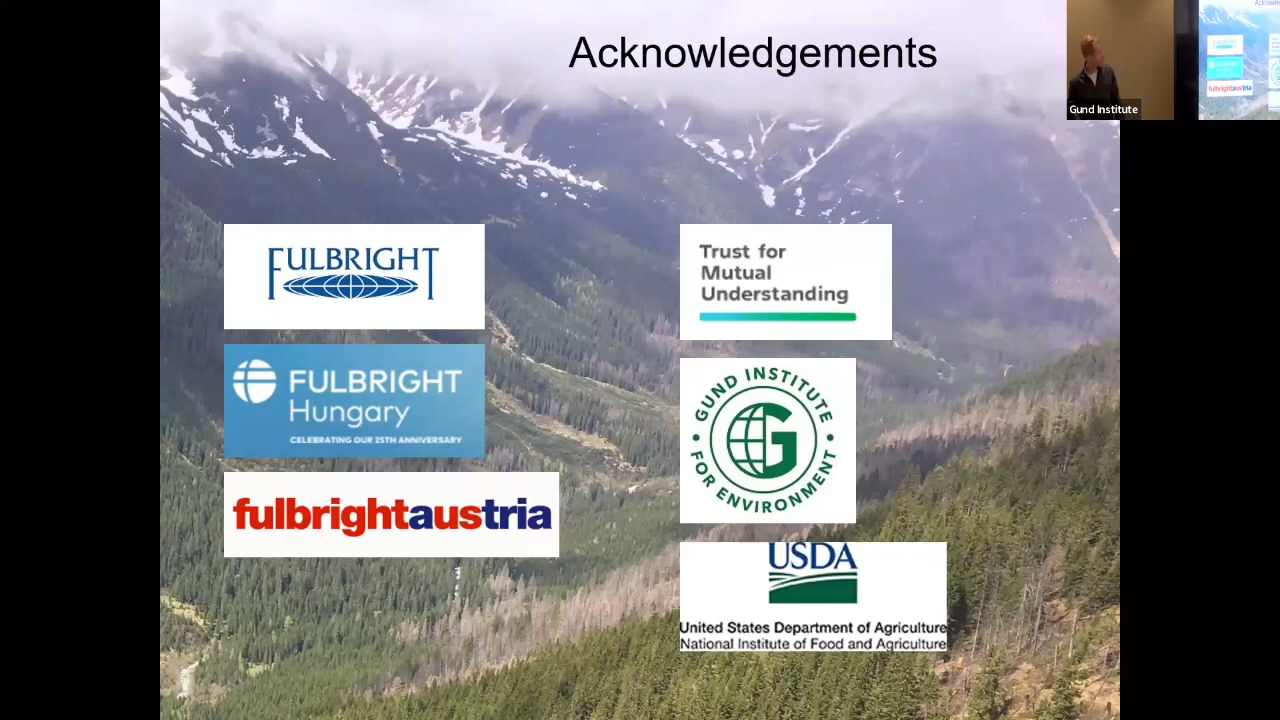 Acknowledgements
FULBRIGHT
FULBRIGHT
Hungary
CELEBRATING OUR 25TH ANNIVERSARY
fulbrightaustria
Trust for
Mutual
Understanding
GUND INSTITUTE
FOR ENVIRONMENT
G
USDA
United States Department of Agriculture
National Institute of Food and Agriculture
Gund Institute
fulbrightaustria